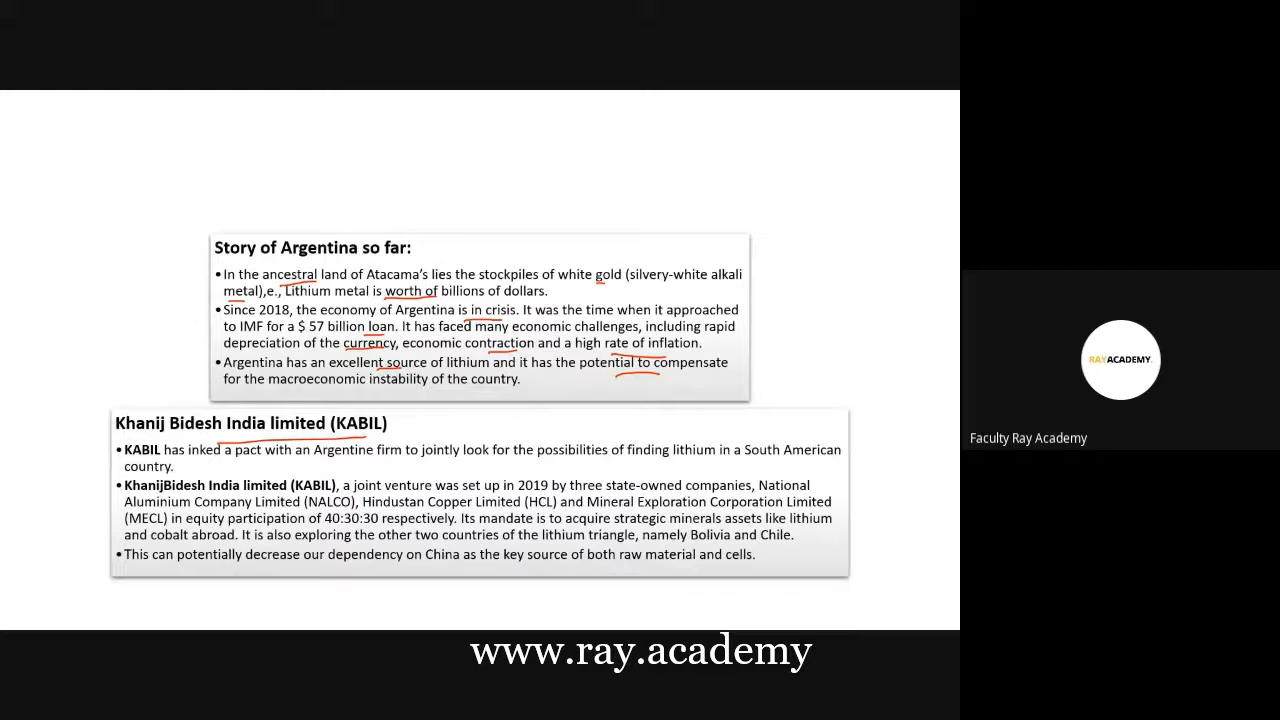 Story of Argentina so far:
•In the ancestral land of Atacama's lies the stockpiles of white gold (silvery-white alkali
metal),e., Lithium metal is worth of billions of dollars.
•Since 2018, the economy of Argentina is in crisis. It was the time when it approached
to IMF for a $ 57 billion loan. It has faced many economic challenges, including rapid
depreciation of the currency, economic contraction and a high rate of inflation.
•Argentina has an excellent source of lithium and it has the potential to compensate
for the macroeconomic instability of the country.
Khanij Bidesh India limited (KABIL)
•KABIL has inked a pact with an Argentine firm to jointly look for the possibilities of finding lithium in a South American
country.
•KhanijBidesh India limited (KABIL), a joint venture was set up in 2019 by three state-owned companies, National
Aluminium Company Limited (NALCO), Hindustan Copper Limited (HCL) and Mineral Exploration Corporation Limited
(MECL) in equity participation of 40:30:30 respectively. Its mandate is to acquire strategic minerals assets like lithium
and cobalt abroad. It is also exploring the other two countries of the lithium triangle, namely Bolivia and Chile.
•This can potentially decrease our dependency on China as the key source of both raw material and cells.
www.ray.academy
RAYACADEMY.
Faculty Ray Academy